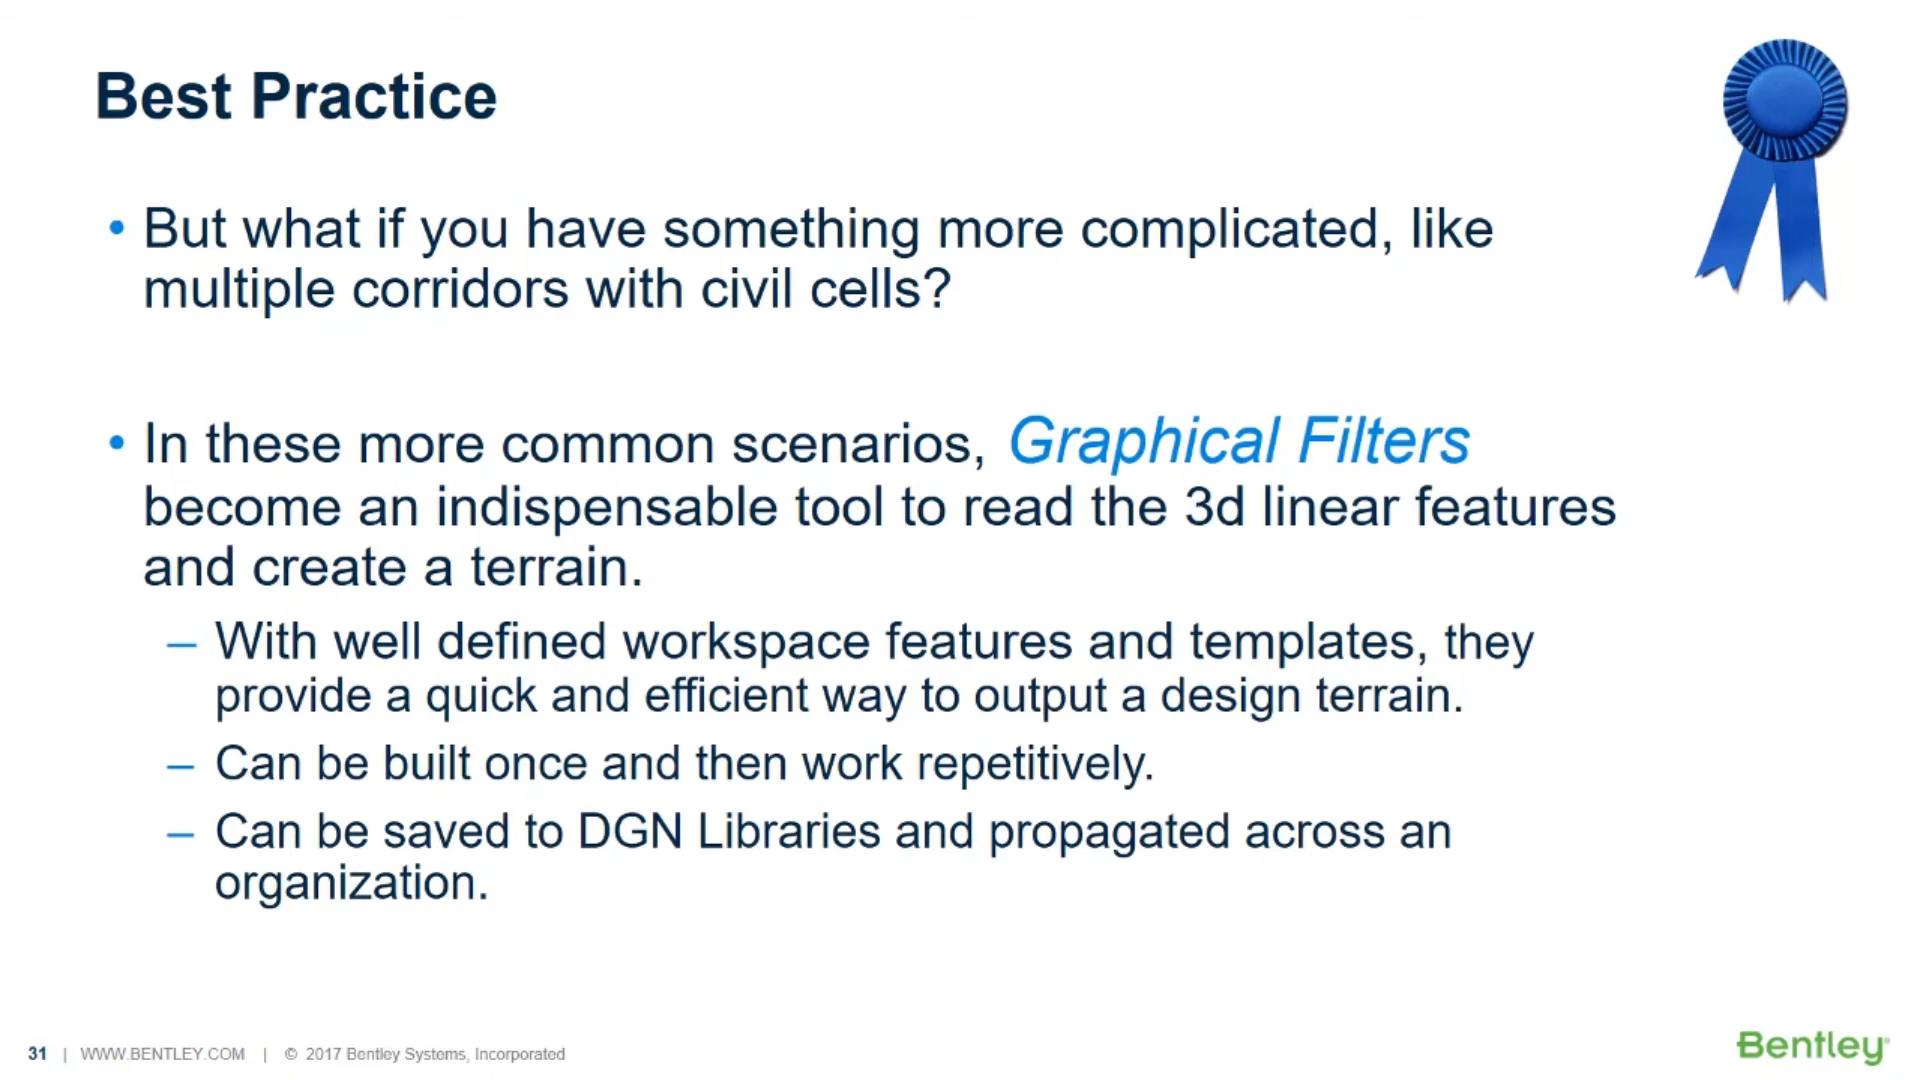 Best Practice
• But what if you have something more complicated, like
multiple corridors with civil cells?
• In these more common scenarios, Graphical Filters
become an indispensable tool to read the 3d linear features
and create a terrain.
– With well defined workspace features and templates, they
provide a quick and efficient way to output a design terrain.
– Can be built once and then work repetitively.
– Can be saved to DGN Libraries and propagated across an
organization.
31 | WWW.BENTLEY.COM | © 2017 Bentley Systems, Incorporated
Bentley®